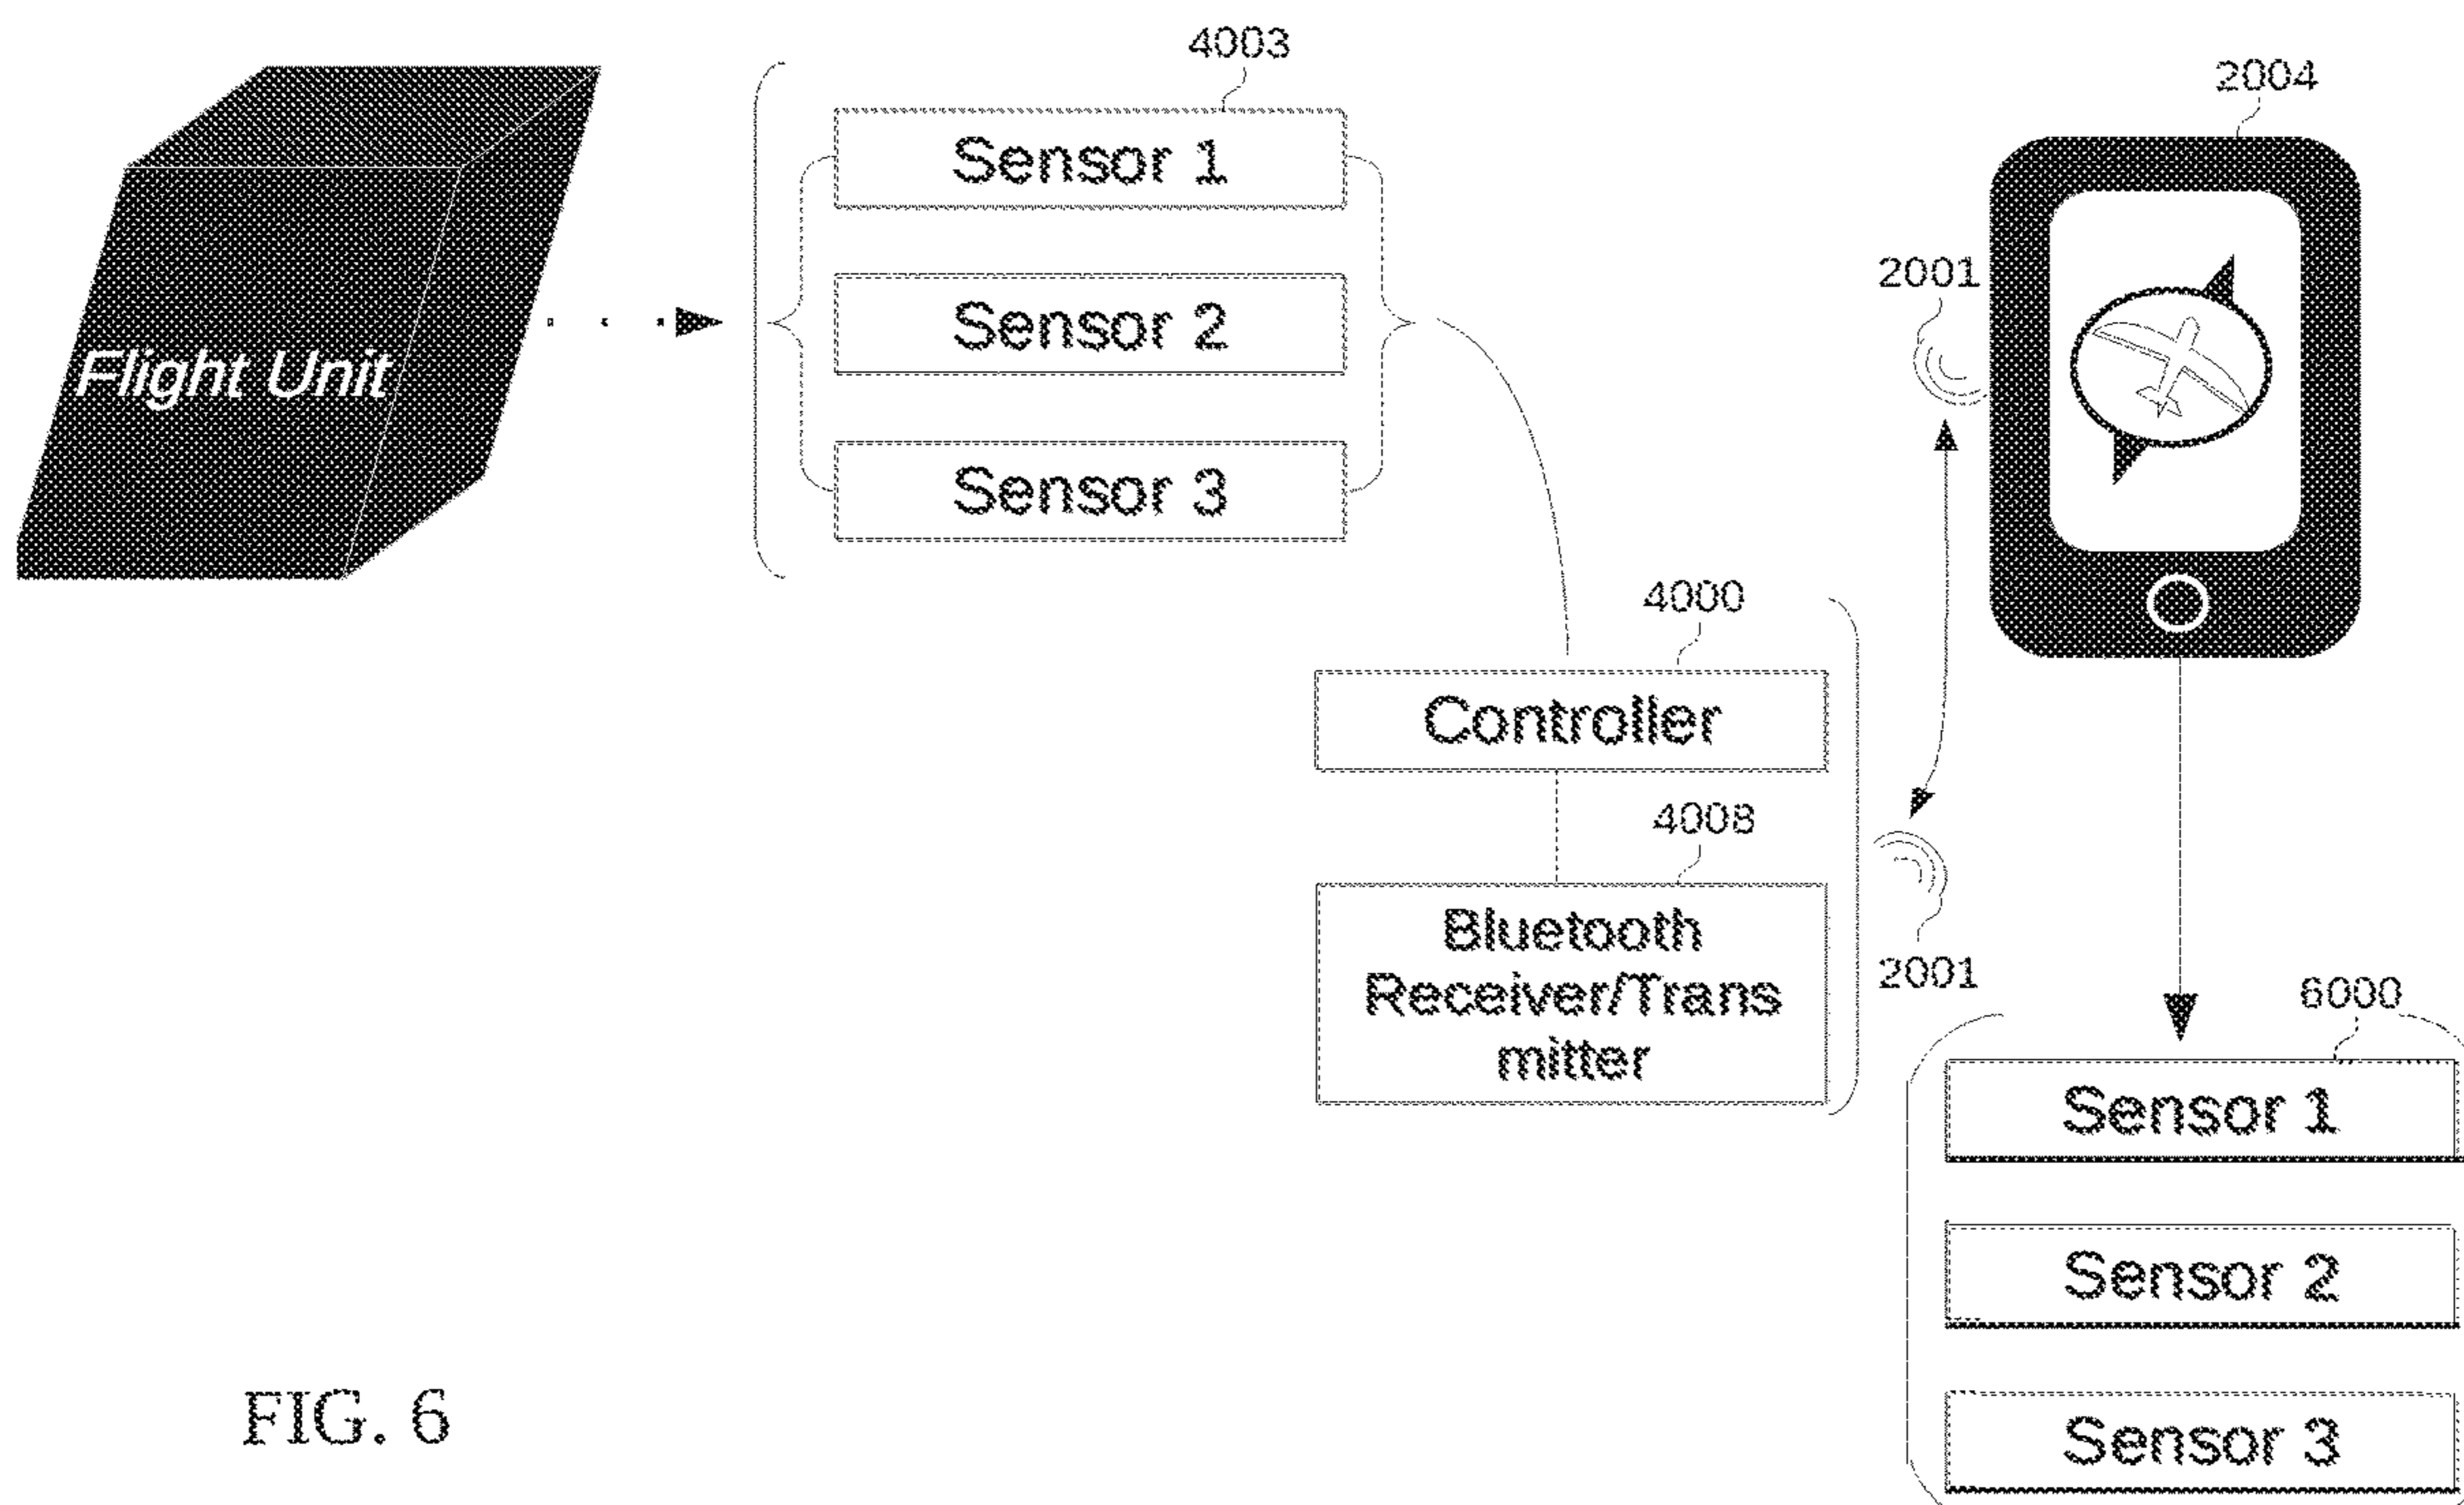 4003
2004
Sensor 1
2001
Sensor 2
Flight Unit
Sensor 3
4000
Controller
4008
Bluetooth
Receiver/Trans
mitter
2001
6000
Sensor 1
Sensor 2
Sensor 3
FIG. 6